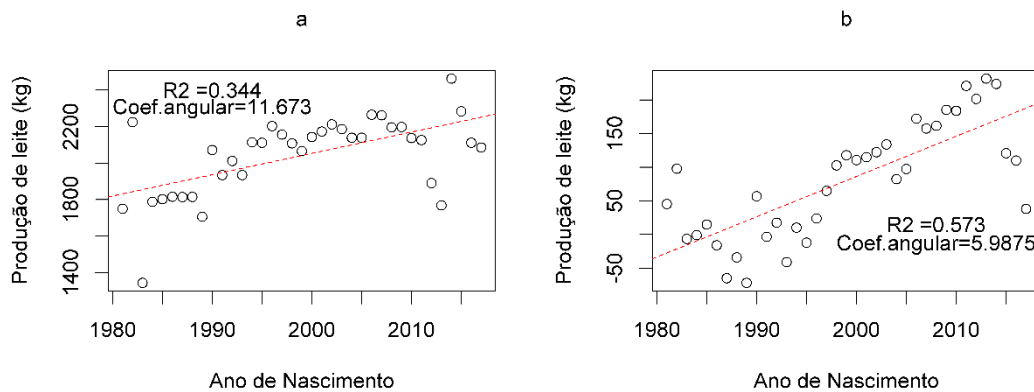 a
Produção de leite (kg)
1400
1800
2200
R2 =0.344
Coef.angular=11.673
1980
1990
2000
2010
Ano de Nascimento
b
Produção de leite (kg)
-50
50
150
R2 =0.573
Coef.angular=5.9875
1980
1990
2000
2010
Ano de Nascimento